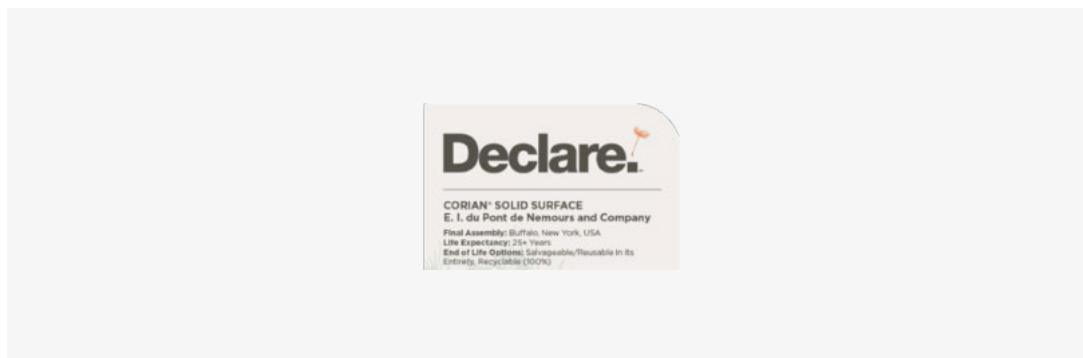 Declare.
CORIAN® SOLID SURFACE
E. I. du Pont de Nemours and Company
Final Assembly: Buffalo, New York, USA
Life Expectancy: 25+ Years
End of Life Options: Salvageable/Reusable In Its
Entirety, Recyclable (100%)